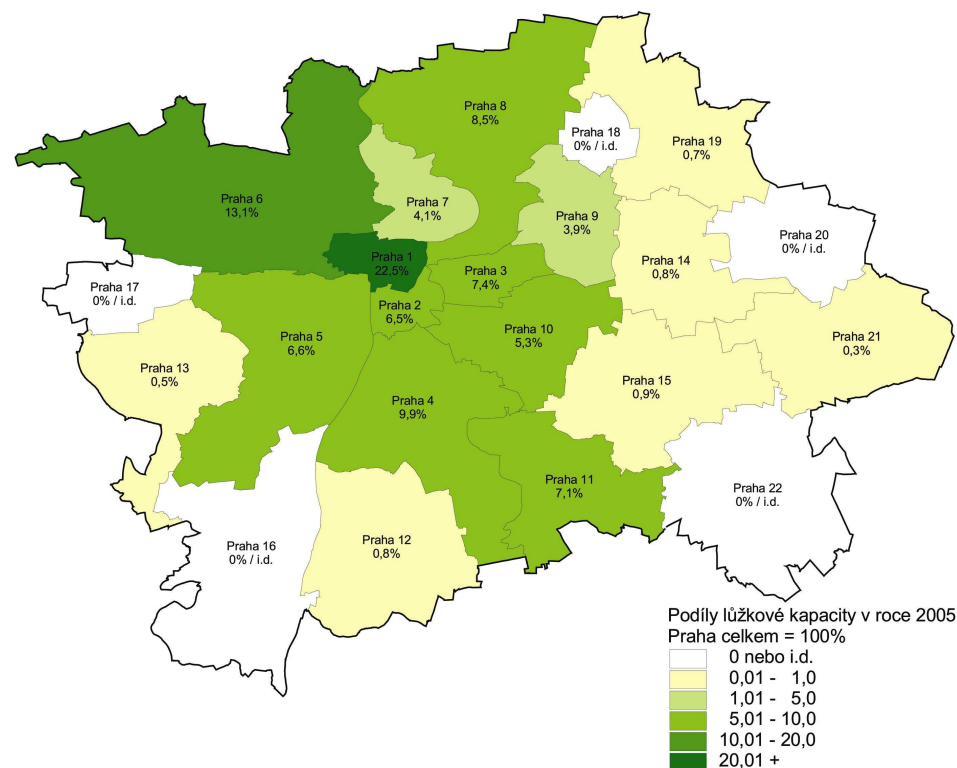 Praha 8
8,5%
Praha 18
0% / i.d.
Praha 19
0,7%
Praha 6
13,1%
Praha 7
4,1%
Praha 9
3,9%
Praha 20
0% / i.d.
Praha 1
22,5%
Praha 3
7,4%
Praha 14
0,8%
Praha 17
0% / i.d.
Praha 2
6,5%
Praha 5
6,6%
Praha 10
5,3%
Praha 21
0,3%
Praha 13
0,5%
Praha 15
0,9%
Praha 4
9,9%
Praha 11
7,1%
Praha 22
0% / i.d.
Praha 16
0% / i.d.
Praha 12
0,8%
Podíly lůžkové kapacity v roce 2005
Praha celkem = 100%
0 nebo i.d.
0,01 - 1,0
1,01 - 5,0
5,01 - 10,0
10,01 - 20,0
20,01 +